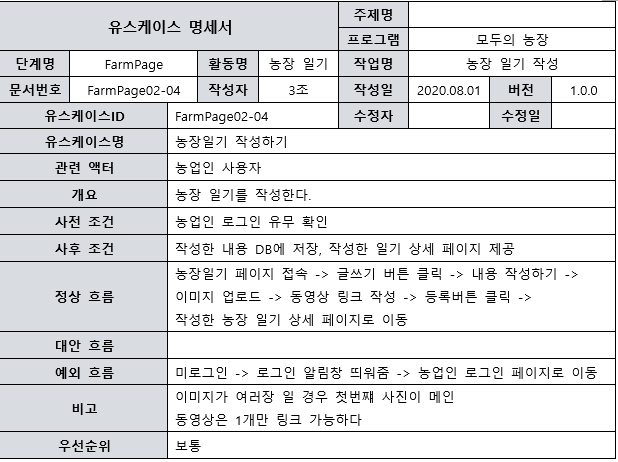 유스케이스 명세서
주제명
프로그램 모두의 농장
단계명 FarmPage 활동명 농장 일기 작업명 농장 일기 작성
문서번호 FarmPage02-04 작성자 3조 작성일 2020.08.01 버전 1.0.0
유스케이스ID FarmPage02-04 수정자 수정일
유스케이스명 농장일기 작성하기
관련 액터 농업인 사용자
개요 농장 일기를 작성한다.
사전 조건 농업인 로그인 유무 확인
사후 조건 작성한 내용 DB에 저장, 작성한 일기 상세 페이지 제공
정상 흐름
농장일기 페이지 접속 -> 글쓰기 버튼 클릭 -> 내용 작성하기 ->
이미지 업로드 -> 동영상 링크 작성 -> 등록버튼 클릭 ->
작성한 농장 일기 상세 페이지로 이동
대안 흐름
예외 흐름 미로그인 -> 로그인 알림창 띄워줌 -> 농업인 로그인 페이지로 이동
비고
이미지가 여러장 일 경우 첫번째 사진이 메인
동영상은 1개만 링크 가능하다
우선순위 보통